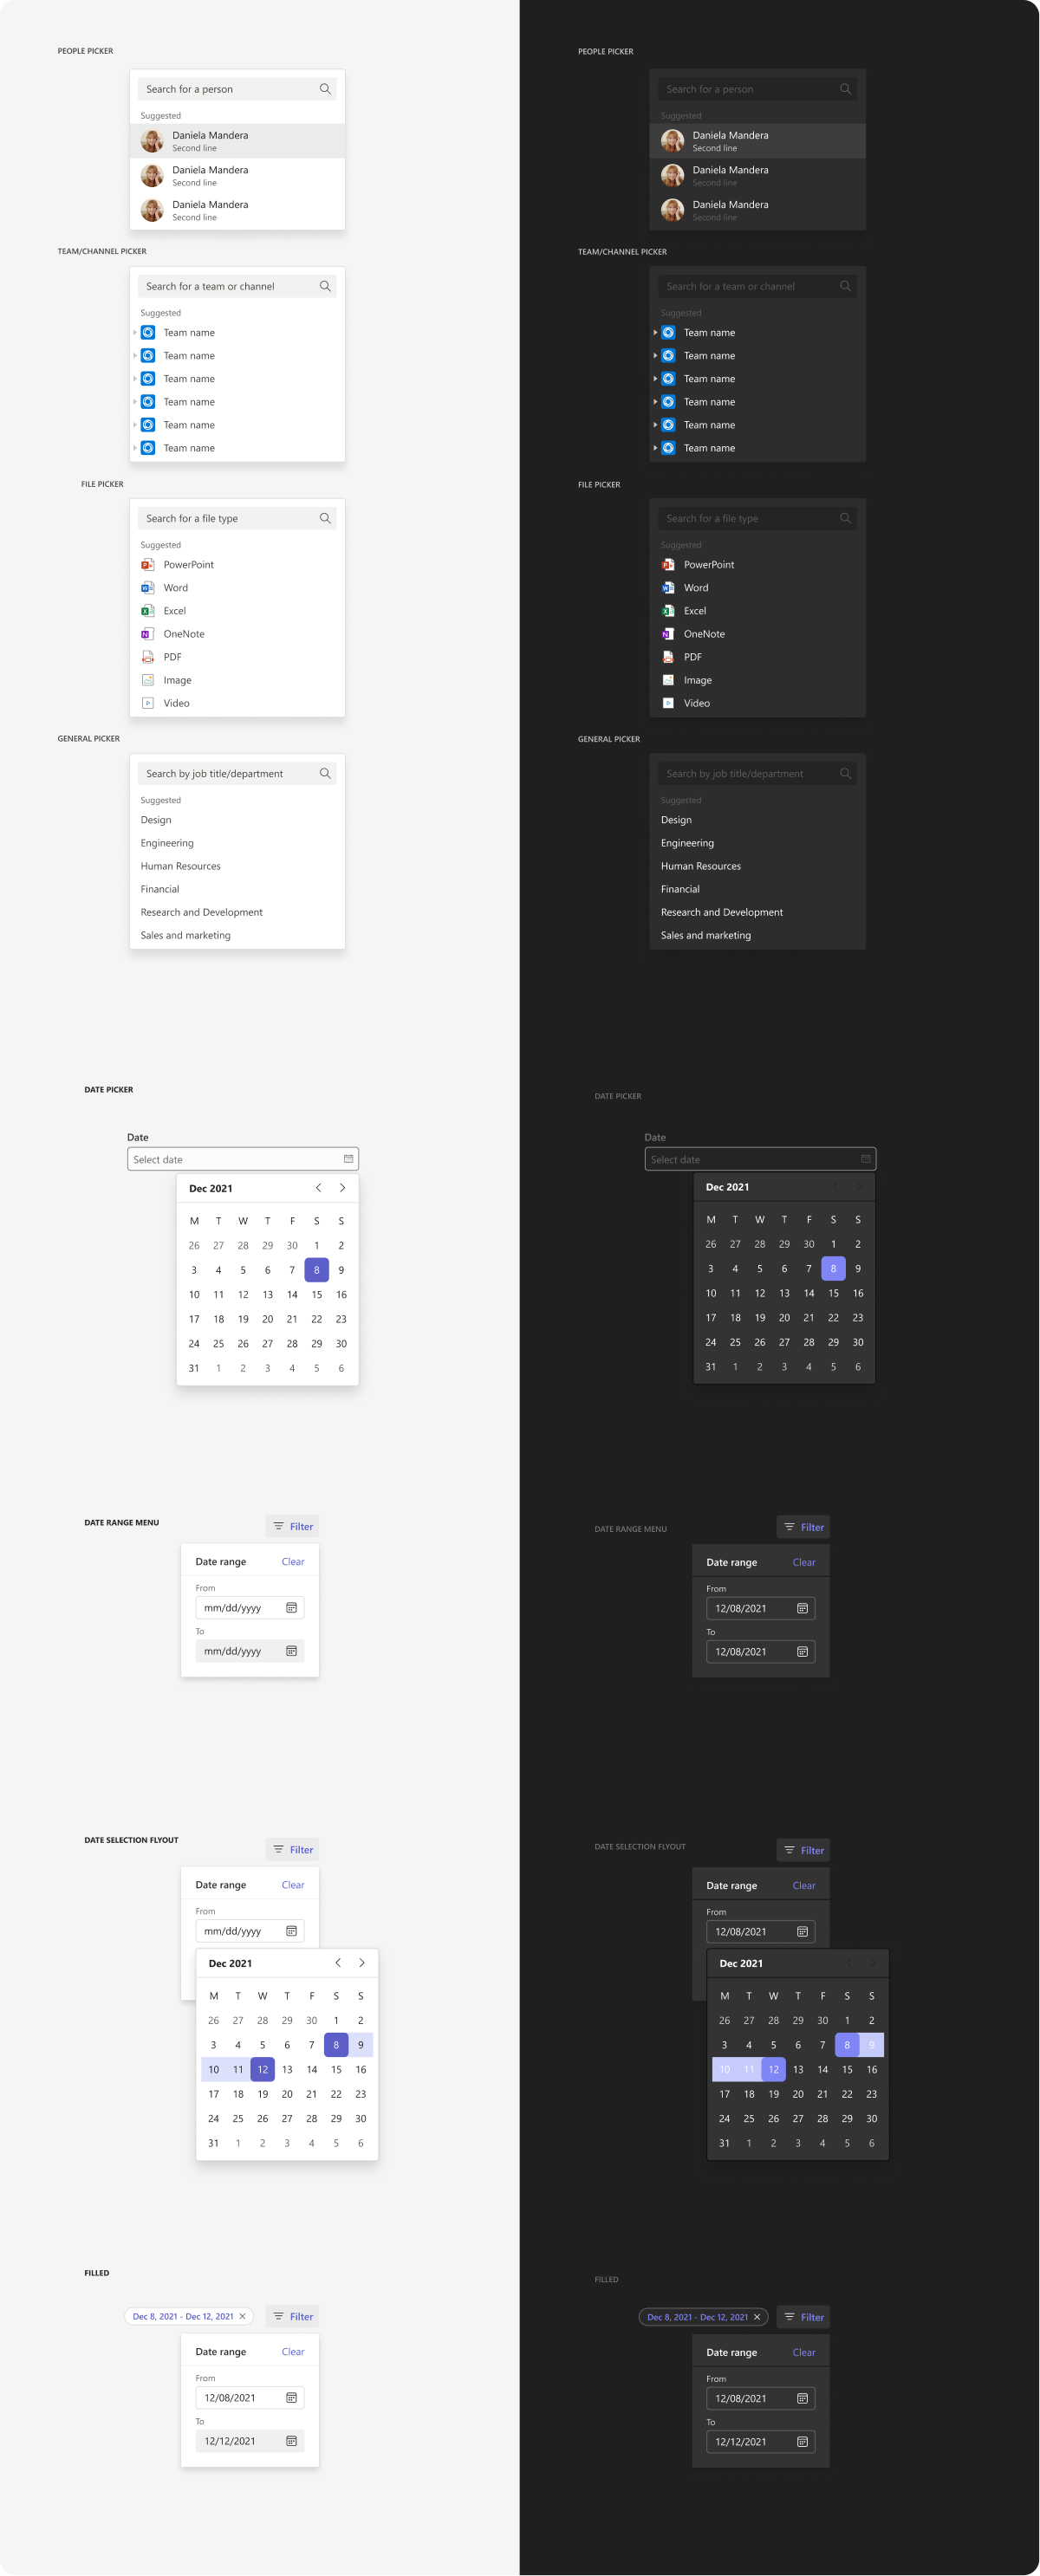 PEOPLE PICKER
Search for a person
Suggested
Daniela Mandera
Second line
Daniela Mandera
Second line
Daniela Mandera
Second line
TEAM/CHANNEL PICKER
Search for a team or channel
Suggested
Team name
Team name
Team name
Team name
Team name
Team name
FILE PICKER
Search for a file type
Suggested
PowerPoint
Word
Excel
OneNote
PDF
Image
Video
GENERAL PICKER
Search by job title/department
Suggested
Design
Engineering
Human Resources
Financial
Research and Development
Sales and marketing
DATE PICKER
Date
Select date
Dec 2021
M T W T F S S
26 27 28 29 30 1 2
3 4 5 6 7 8 9
10 11 12 13 14 15 16
17 18 19 20 21 22 23
24 25 26 27 28 29 30
31 1 2 3 4 5 6
DATE RANGE MENU
Filter
Date range Clear
From
mm/dd/yyyy
To
mm/dd/yyyy
DATE SELECTION FLYOUT
Filter
Date range Clear
From
mm/dd/yyyy
Dec 2021
M T W T F S S
26 27 28 29 30 1 2
3 4 5 6 7 8 9
10 11 12 13 14 15 16
17 18 19 20 21 22 23
24 25 26 27 28 29 30
31 1 2 3 4 5 6
FILLED
Dec 8, 2021 - Dec 12, 2021
Filter
Date range Clear
From
12/08/2021
To
12/12/2021
PEOPLE PICKER
Search for a person
Suggested
Daniela Mandera
Second line
Daniela Mandera
Second line
Daniela Mandera
Second line
TEAM/CHANNEL PICKER
Search for a team or channel
Suggested
Team name
Team name
Team name
Team name
Team name
Team name
FILE PICKER
Search for a file type
Suggested
PowerPoint
Word
Excel
OneNote
PDF
Image
Video
GENERAL PICKER
Search by job title/department
Suggested
Design
Engineering
Human Resources
Financial
Research and Development
Sales and marketing
DATE PICKER
Date
Select date
Dec 2021
M T W T F S S
26 27 28 29 30 1 2
3 4 5 6 7 8 9
10 11 12 13 14 15 16
17 18 19 20 21 22 23
24 25 26 27 28 29 30
31 1 2 3 4 5 6
DATE RANGE MENU
Filter
Date range Clear
From
12/08/2021
To
12/08/2021
DATE SELECTION FLYOUT
Filter
Date range Clear
From
12/08/2021
Dec 2021
M T W T F S S
26 27 28 29 30 1 2
3 4 5 6 7 8 9
10 11 12 13 14 15 16
17 18 19 20 21 22 23
24 25 26 27 28 29 30
31 1 2 3 4 5 6
FILLED
Dec 8, 2021 - Dec 12, 2021
Filter
Date range Clear
From
12/08/2021
To
12/12/2021